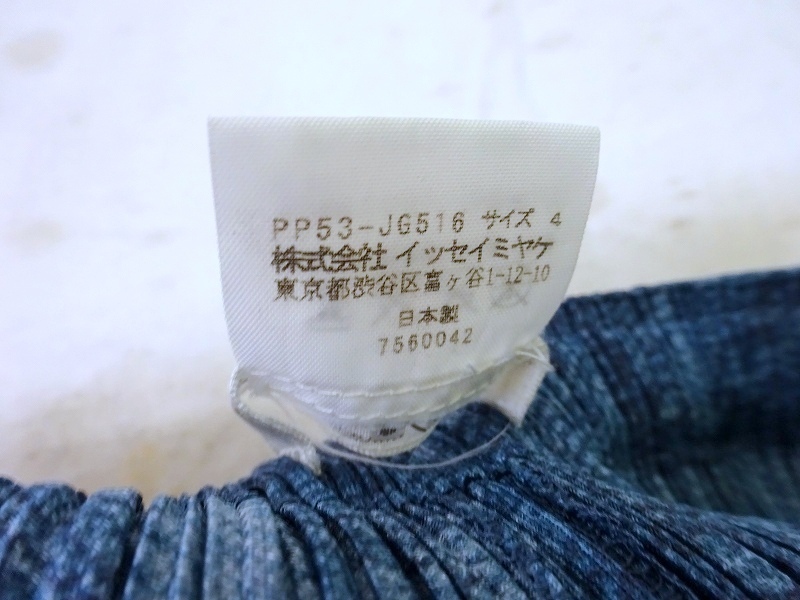 PP53-JG516 サイズ 4
株式会社 イッセイミヤケ
東京都渋谷区富ヶ谷1-12-10
日本製
7560042